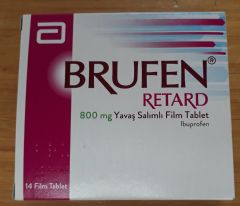 BRUFEN®
RETARD
800 mg Yavaş Salımlı Film Tablet
Ibuprofen
14 Film Tablet